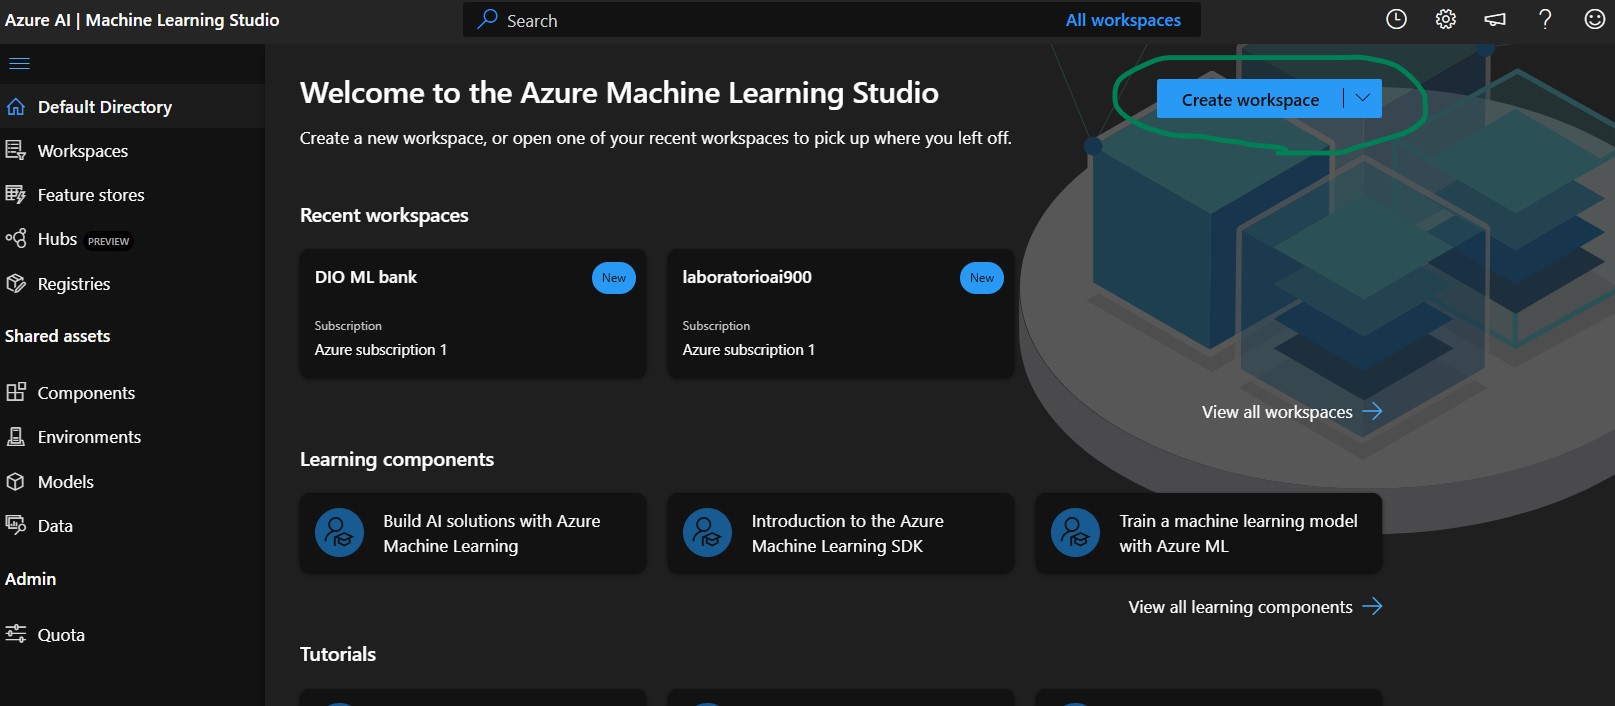 Azure AI | Machine Learning Studio
Search
All workspaces
Default Directory
Workspaces
Feature stores
Hubs PREVIEW
Registries
Shared assets
Components
Environments
Models
Data
Admin
Quota
Welcome to the Azure Machine Learning Studio
Create workspace
Create a new workspace, or open one of your recent workspaces to pick up where you left off.
Recent workspaces
DIO ML bank
New
Subscription
Azure subscription 1
laboratorioai900
New
Subscription
Azure subscription 1
View all workspaces
Learning components
Build AI solutions with Azure
Machine Learning
Introduction to the Azure
Machine Learning SDK
Train a machine learning model
with Azure ML
View all learning components
Tutorials